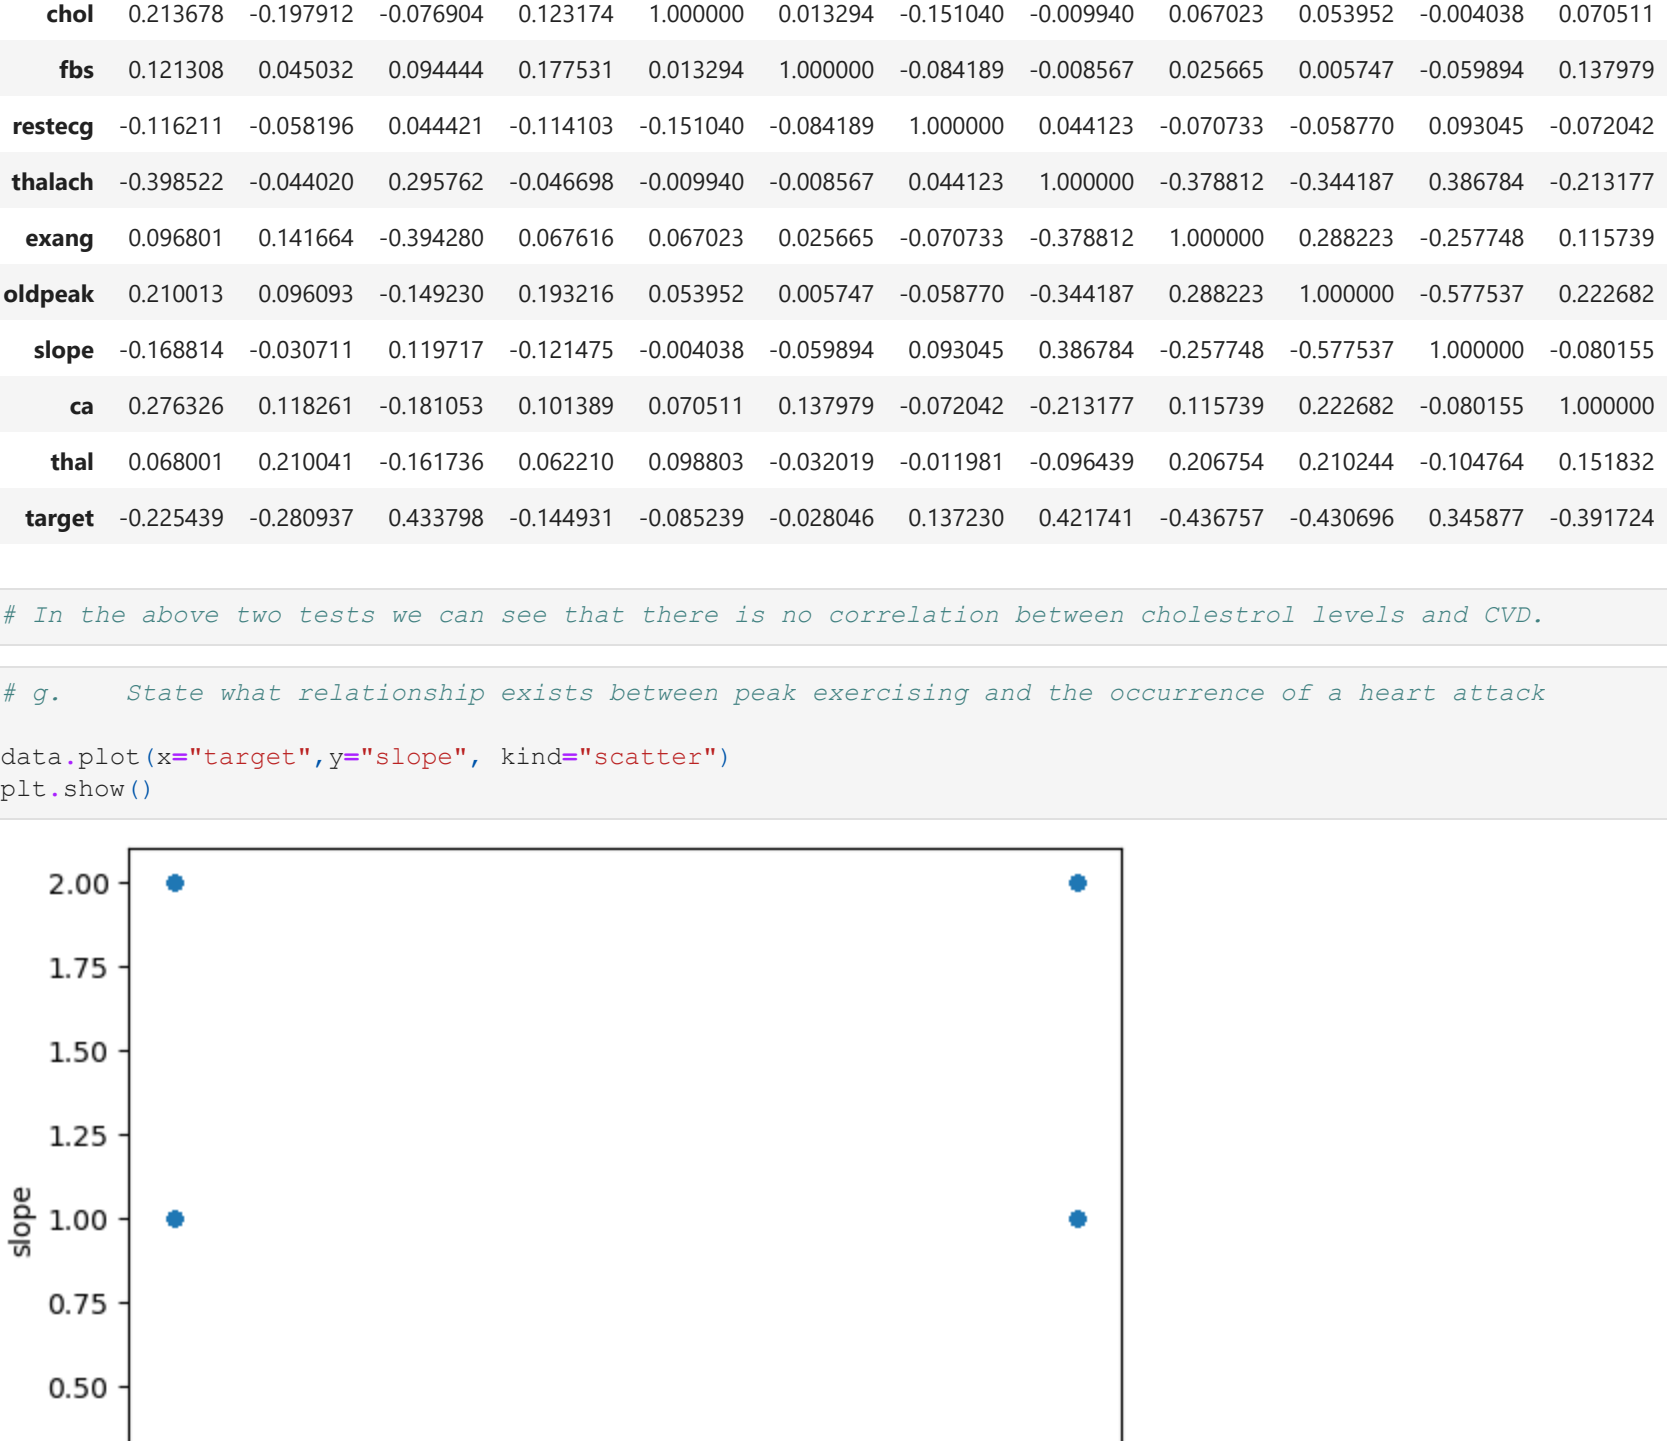 chol 0.213678 -0.197912 -0.076904 0.123174 1.000000 0.013294 -0.151040 -0.009940 0.067023 0.053952 -0.004038 0.070511
fbs 0.121308 0.045032 0.094444 0.177531 0.013294 1.000000 -0.084189 -0.008567 0.025665 0.005747 -0.059894 0.137979
restecg -0.116211 -0.058196 0.044421 -0.114103 -0.151040 -0.084189 1.000000 0.044123 -0.070733 -0.058770 0.093045 -0.072042
thalach -0.398522 -0.044020 0.295762 -0.046698 -0.009940 -0.008567 0.044123 1.000000 -0.378812 -0.344187 0.386784 -0.213177
exang 0.096801 0.141664 -0.394280 0.067616 0.067023 0.025665 -0.070733 -0.378812 1.000000 0.288223 -0.257748 0.115739
oldpeak 0.210013 0.096093 -0.149230 0.193216 0.053952 0.005747 -0.058770 -0.344187 0.288223 1.000000 -0.577537 0.222682
slope -0.168814 -0.030711 0.119717 -0.121475 -0.004038 -0.059894 0.093045 0.386784 -0.257748 -0.577537 1.000000 -0.080155
ca 0.276326 0.118261 -0.181053 0.101389 0.070511 0.137979 -0.072042 -0.213177 0.115739 0.222682 -0.080155 1.000000
thal 0.068001 0.210041 -0.161736 0.062210 0.098803 -0.032019 -0.011981 -0.096439 0.206754 0.210244 -0.104764 0.151832
target -0.225439 -0.280937 0.433798 -0.144931 -0.085239 -0.028046 0.137230 0.421741 -0.436757 -0.430696 0.345877 -0.391724
# In the above two tests we can see that there is no correlation between cholestrol levels and CVD.
# g. State what relationship exists between peak exercising and the occurrence of a heart attack
data.plot(x="target",y="slope", kind="scatter")
plt.show()
2.00
1.75
1.50
1.25
slope
1.00
0.75
0.50